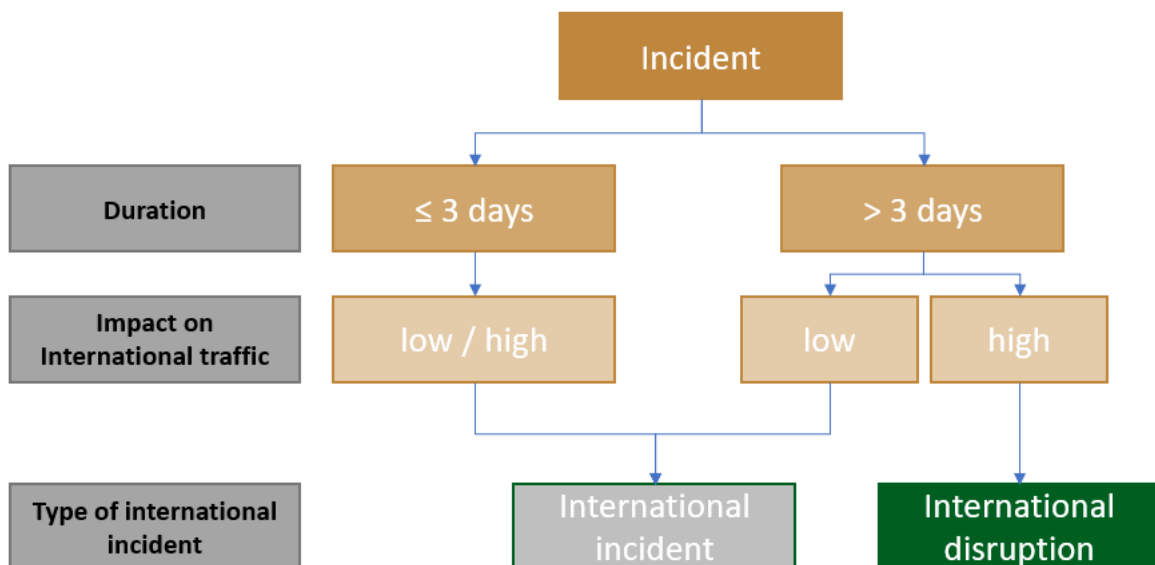 Incident
Duration
≤ 3 days
> 3 days
Impact on
International traffic
low / high
low
high
Type of international
incident
International
incident
International
disruption